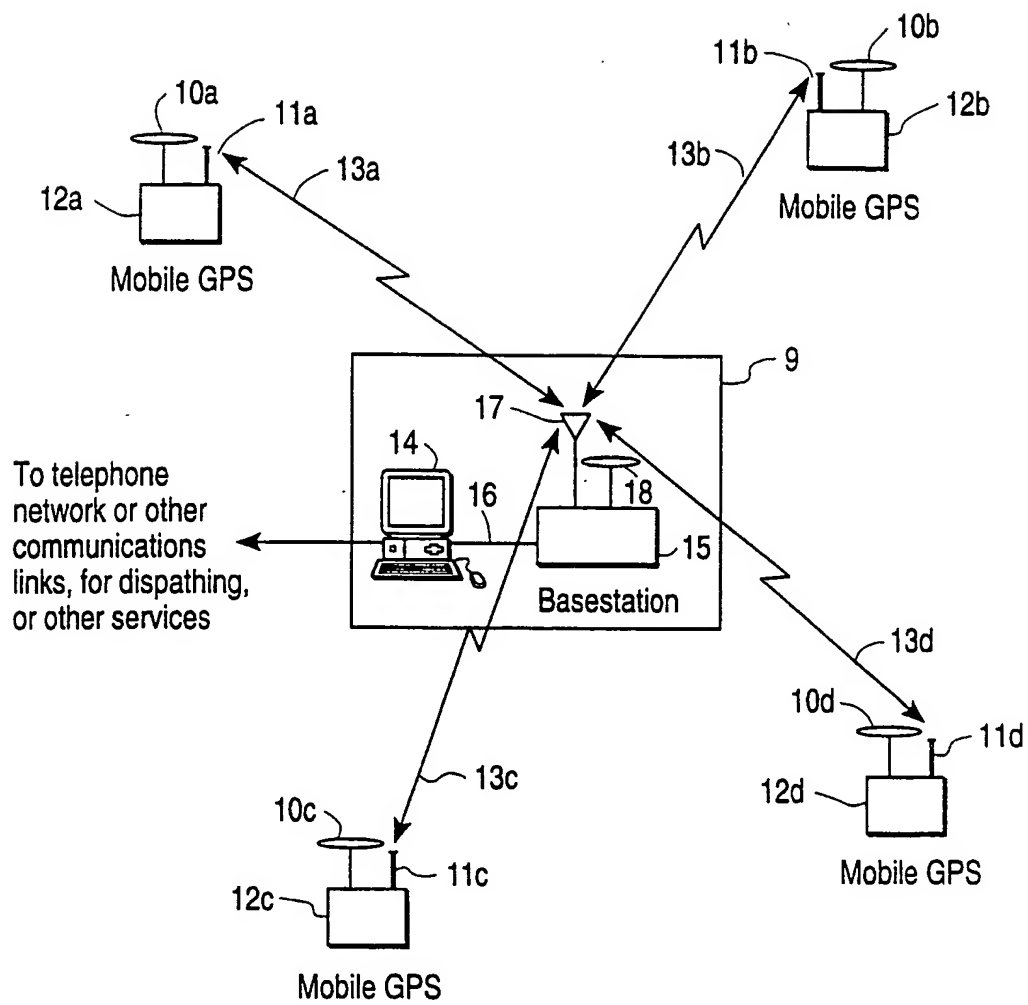 10b
11b
10a
11a
12b
13b
13a
12a
Mobile GPS
Mobile GPS
9
17
14
To telephone
network or other
communications
links, for dispathing,
or other services
16
18
15
Basestation
13d
10d
11d
13c
12d
10c
11c
12c
Mobile GPS
Mobile GPS